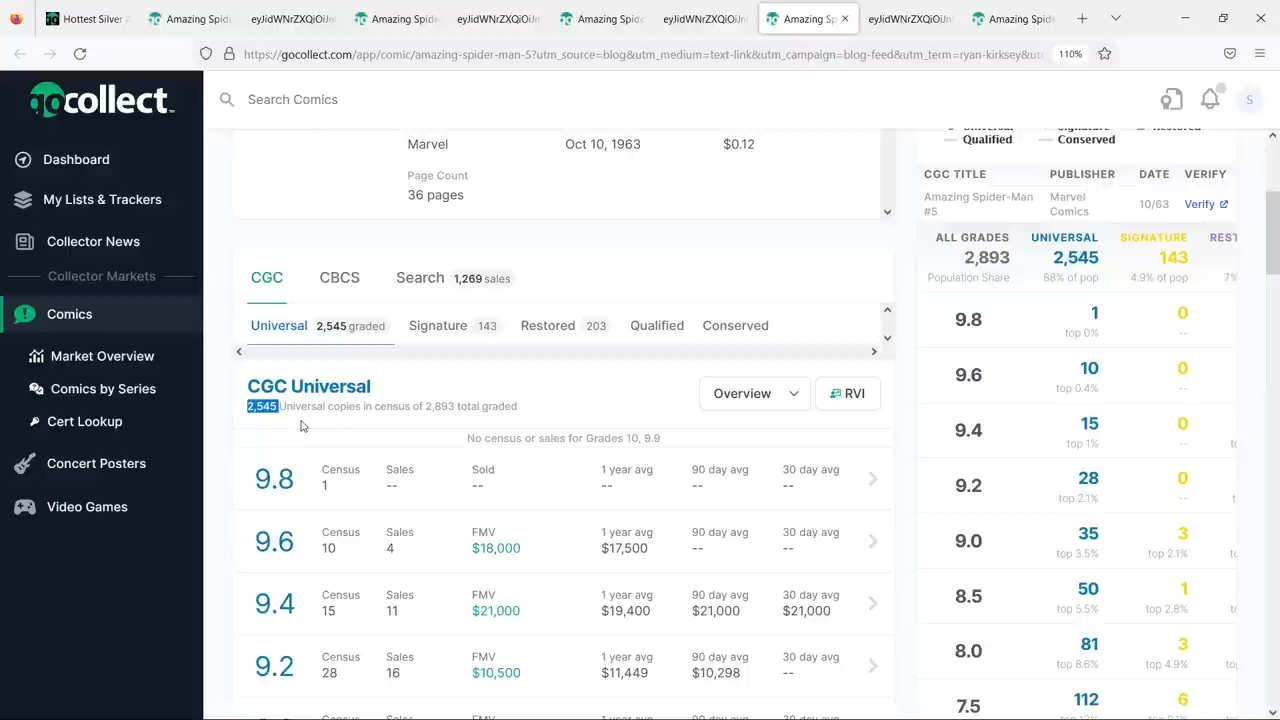 Hottest Silver A
Amazing Spide
eyJidWNrZXQiOiJn
Amazing Spide
eyJidWNrZXQiOiJn
Amazing Spide
eyJidWNrZXQiOiJn
Amazing Sp
eyJidWNrZXQiOiJn
Amazing Spide
https://gocollect.com/app/comic/amazing-spider-man-5?utm_source=blog&utm_medium=text-link&utm_campaign=blog-feed&utm_term=ryan-kirksey&utm
110%
gocollect
Search Comics
S
Dashboard
My Lists & Trackers
Collector News
Collector Markets
Comics
Market Overview
Comics by Series
Cert Lookup
Concert Posters
Video Games
Marvel Oct 10, 1963 $0.12
Page Count
36 pages
CGC CBCS Search 1,269 sales
Universal 2,545 graded Signature 143 Restored 203 Qualified Conserved
CGC Universal
2,545 Universal copies in census of 2,893 total graded
Overview
RVI
No census or sales for Grades 10, 9.9
9.8
Census Sales Sold 1 year avg 90 day avg 30 day avg
1 -- -- -- -- --
9.6
Census Sales FMV 1 year avg 90 day avg 30 day avg
10 4 $18,000 $17,500 -- --
9.4
Census Sales FMV 1 year avg 90 day avg 30 day avg
15 11 $21,000 $19,400 $21,000 $21,000
9.2
Census Sales FMV 1 year avg 90 day avg 30 day avg
28 16 $10,500 $11,449 $10,298 --
Universal Signature Restored
Qualified Conserved
CGC TITLE PUBLISHER DATE VERIFY
Amazing Spider-Man #5
Marvel Comics
10/63
Verify
ALL GRADES UNIVERSAL SIGNATURE REST
2,893 2,545 143
Population Share 88% of pop 4.9% of pop 7%
9.8 1 0
top 0% --
9.6 10 0
top 0.4% --
9.4 15 0
top 1% --
9.2 28 0
top 2.1% --
9.0 35 3
top 3.5% top 2.1%
8.5 50 1
top 5.5% top 2.8%
8.0 81 3
top 8.6% top 4.9%
7.5 112 6